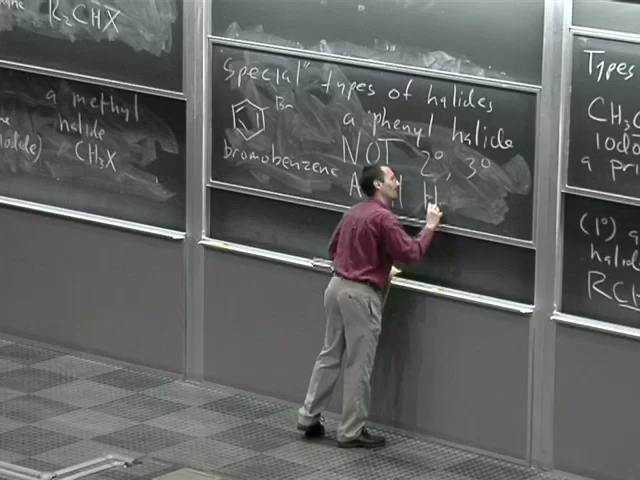 R₂CHX
a methyl
halide
CH₃X
Special" types of halides
Br
a "phenyl halide
bromobenzene
NOT 2°, 3°
A
H
Types
CH₃C
Iodo
a pri
(1°) a
halid
RCH